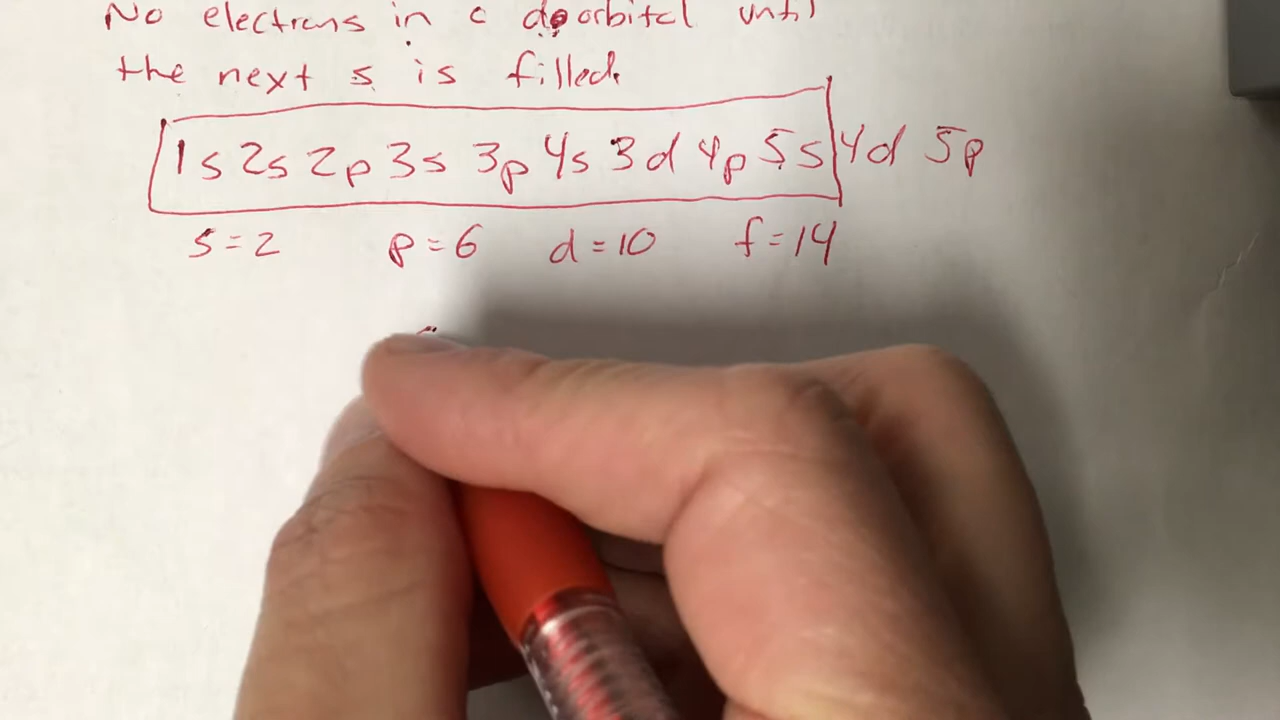 No electrons in a d orbital until
the next s is filled.
1s 2s 2p 3s 3p 4s 3d 4p 5s 4d 5p
s=2 p=6 d=10 f=14